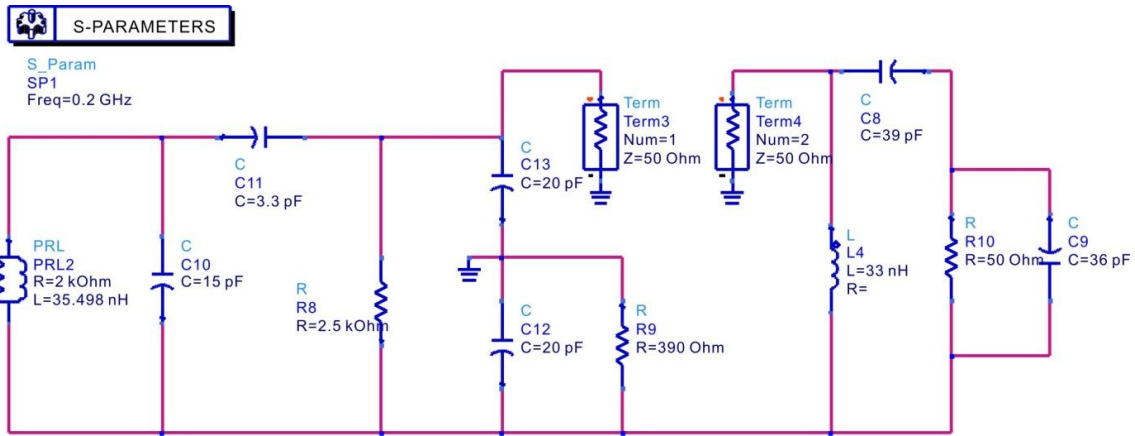 S-PARAMETERS
S_Param
SP1
Freq=0.2 GHz
C
C11
C=3.3 pF
C
C13
C=20 pF
Term
Term3
Num=1
Z=50 Ohm
Term
Term4
Num=2
Z=50 Ohm
C
C8
C=39 pF
PRL
PRL2
R=2 kOhm
L=35.498 nH
C
C10
C=15 pF
R
R8
R=2.5 kOhm
C
C12
C=20 pF
R
R9
R=390 Ohm
L
L4
L=33 nH
R=
R
R10
R=50 Ohm
C
C9
C=36 pF